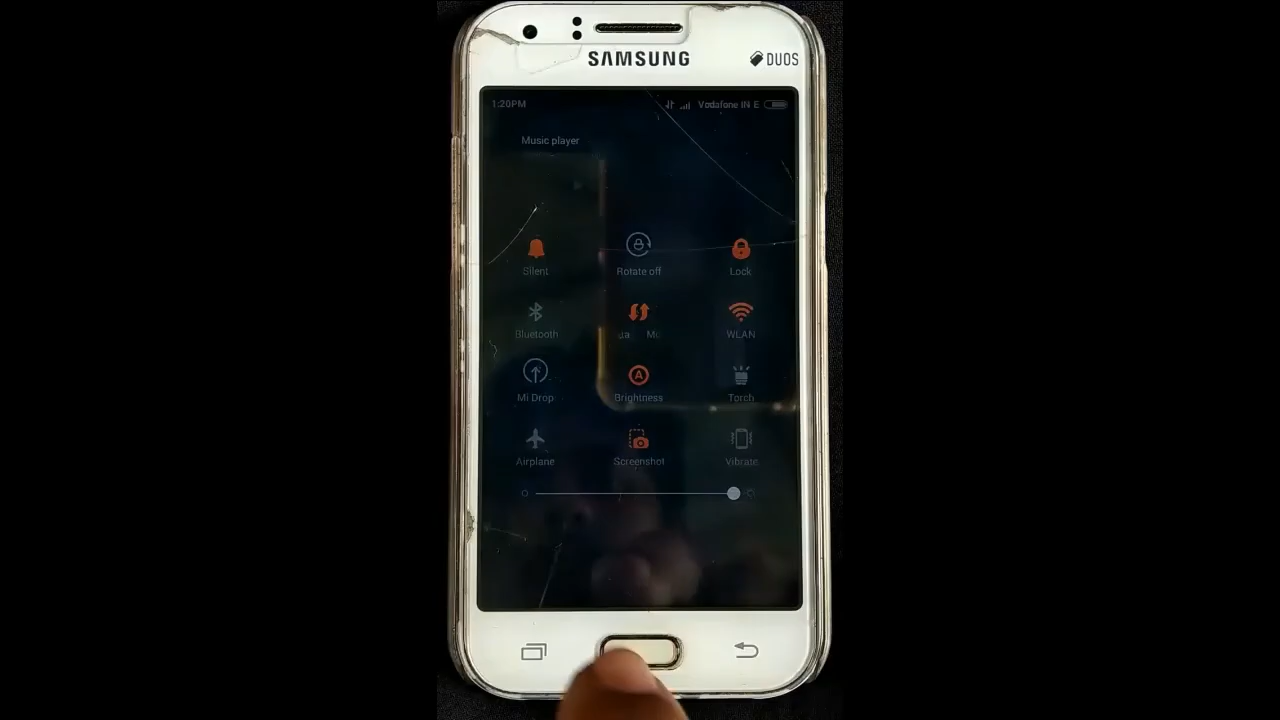 SAMSUNG
DUOS
1:20PM
Vodafone IN E
Music player
Silent
Rotate off
Lock
Bluetooth
WLAN
Mi Drop
Brightness
Torch
Airplane
Screenshot
Vibrate